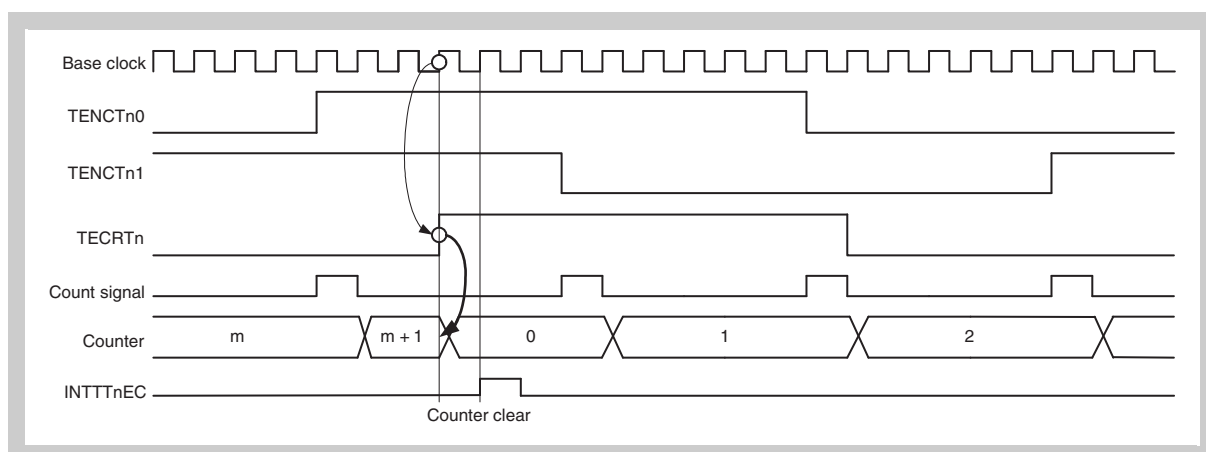 Base clock
TENCTn0
TENCTn1
TECRTn
Count signal
Counter m m + 1 0 1 2
INTTTnEC
Counter clear